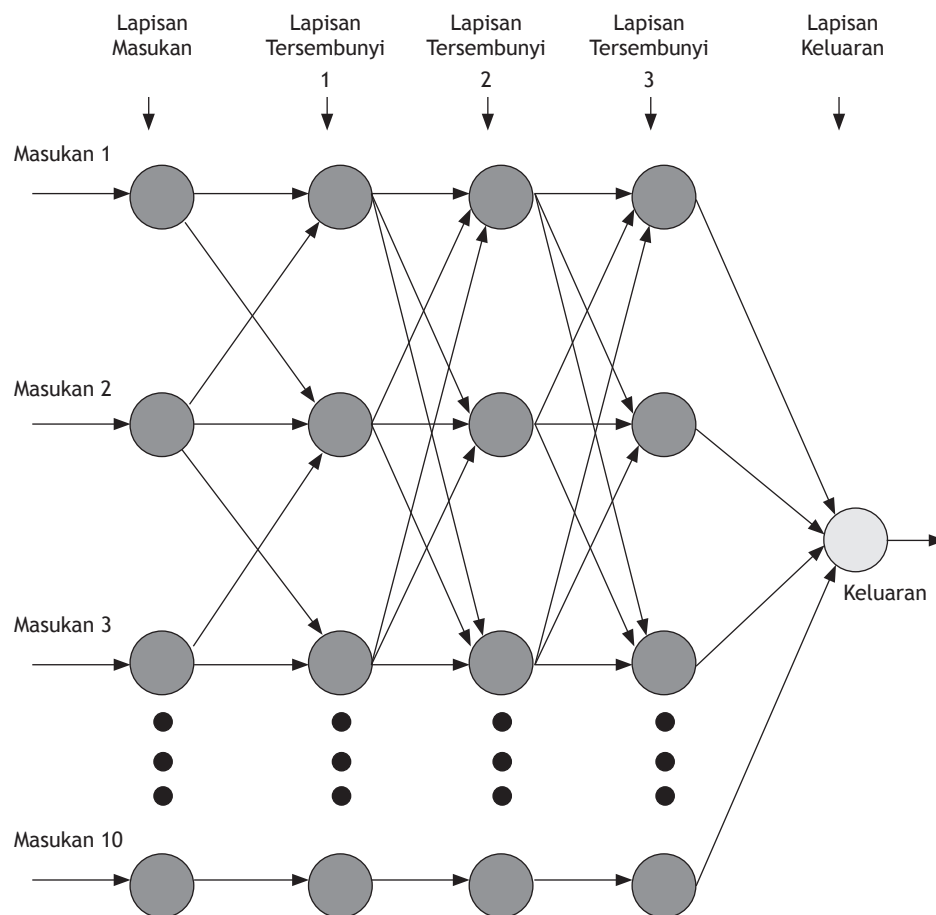 Lapisan
Masukan
Lapisan
Tersembunyi
1
Lapisan
Tersembunyi
2
Lapisan
Tersembunyi
3
Lapisan
Keluaran
Masukan 1
Masukan 2
Keluaran
Masukan 3
Masukan 10